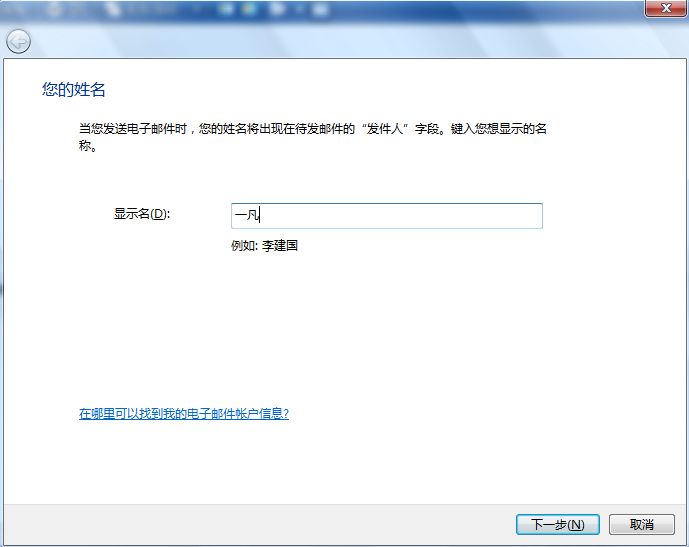 您的姓名
当您发送电子邮件时，您的姓名将出现在待发邮件的“发件人”字段。键入您想显示的名
称。
显示名(D): 一凡
例如: 李建国
在哪里可以找到我的电子邮件帐户信息?
下一步(N) 取消